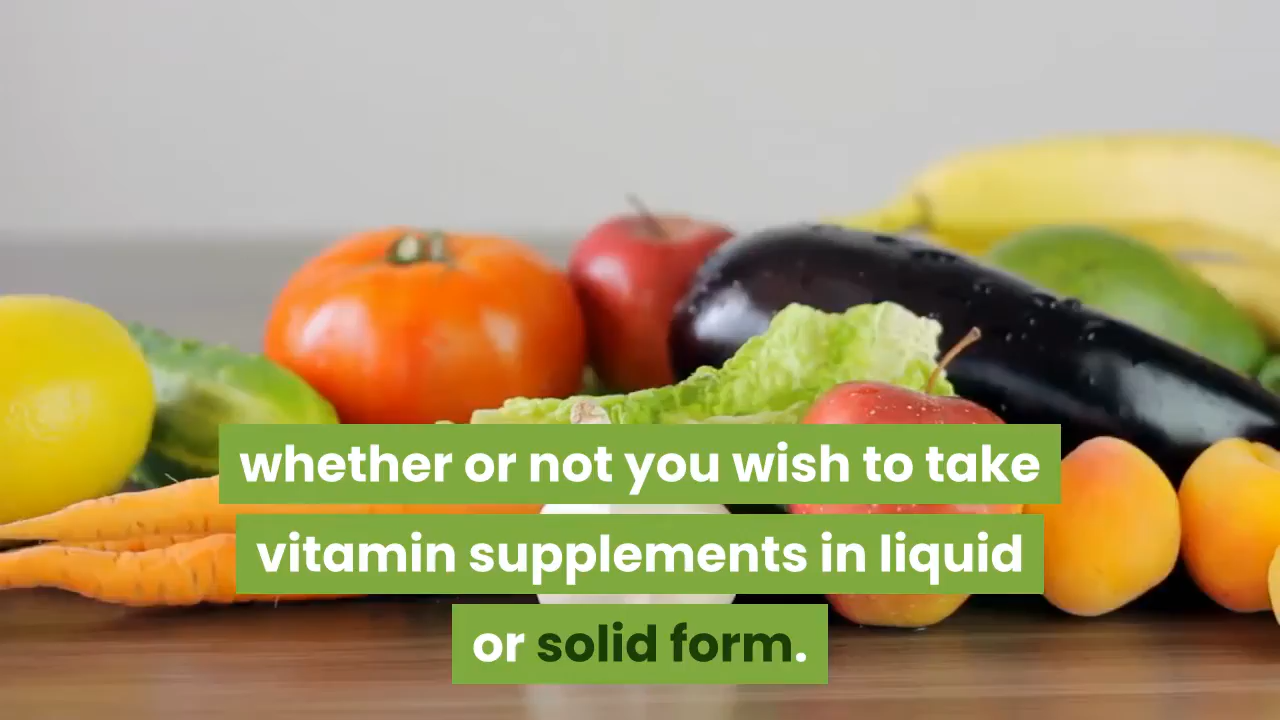 whether or not you wish to take
vitamin supplements in liquid
or solid form.